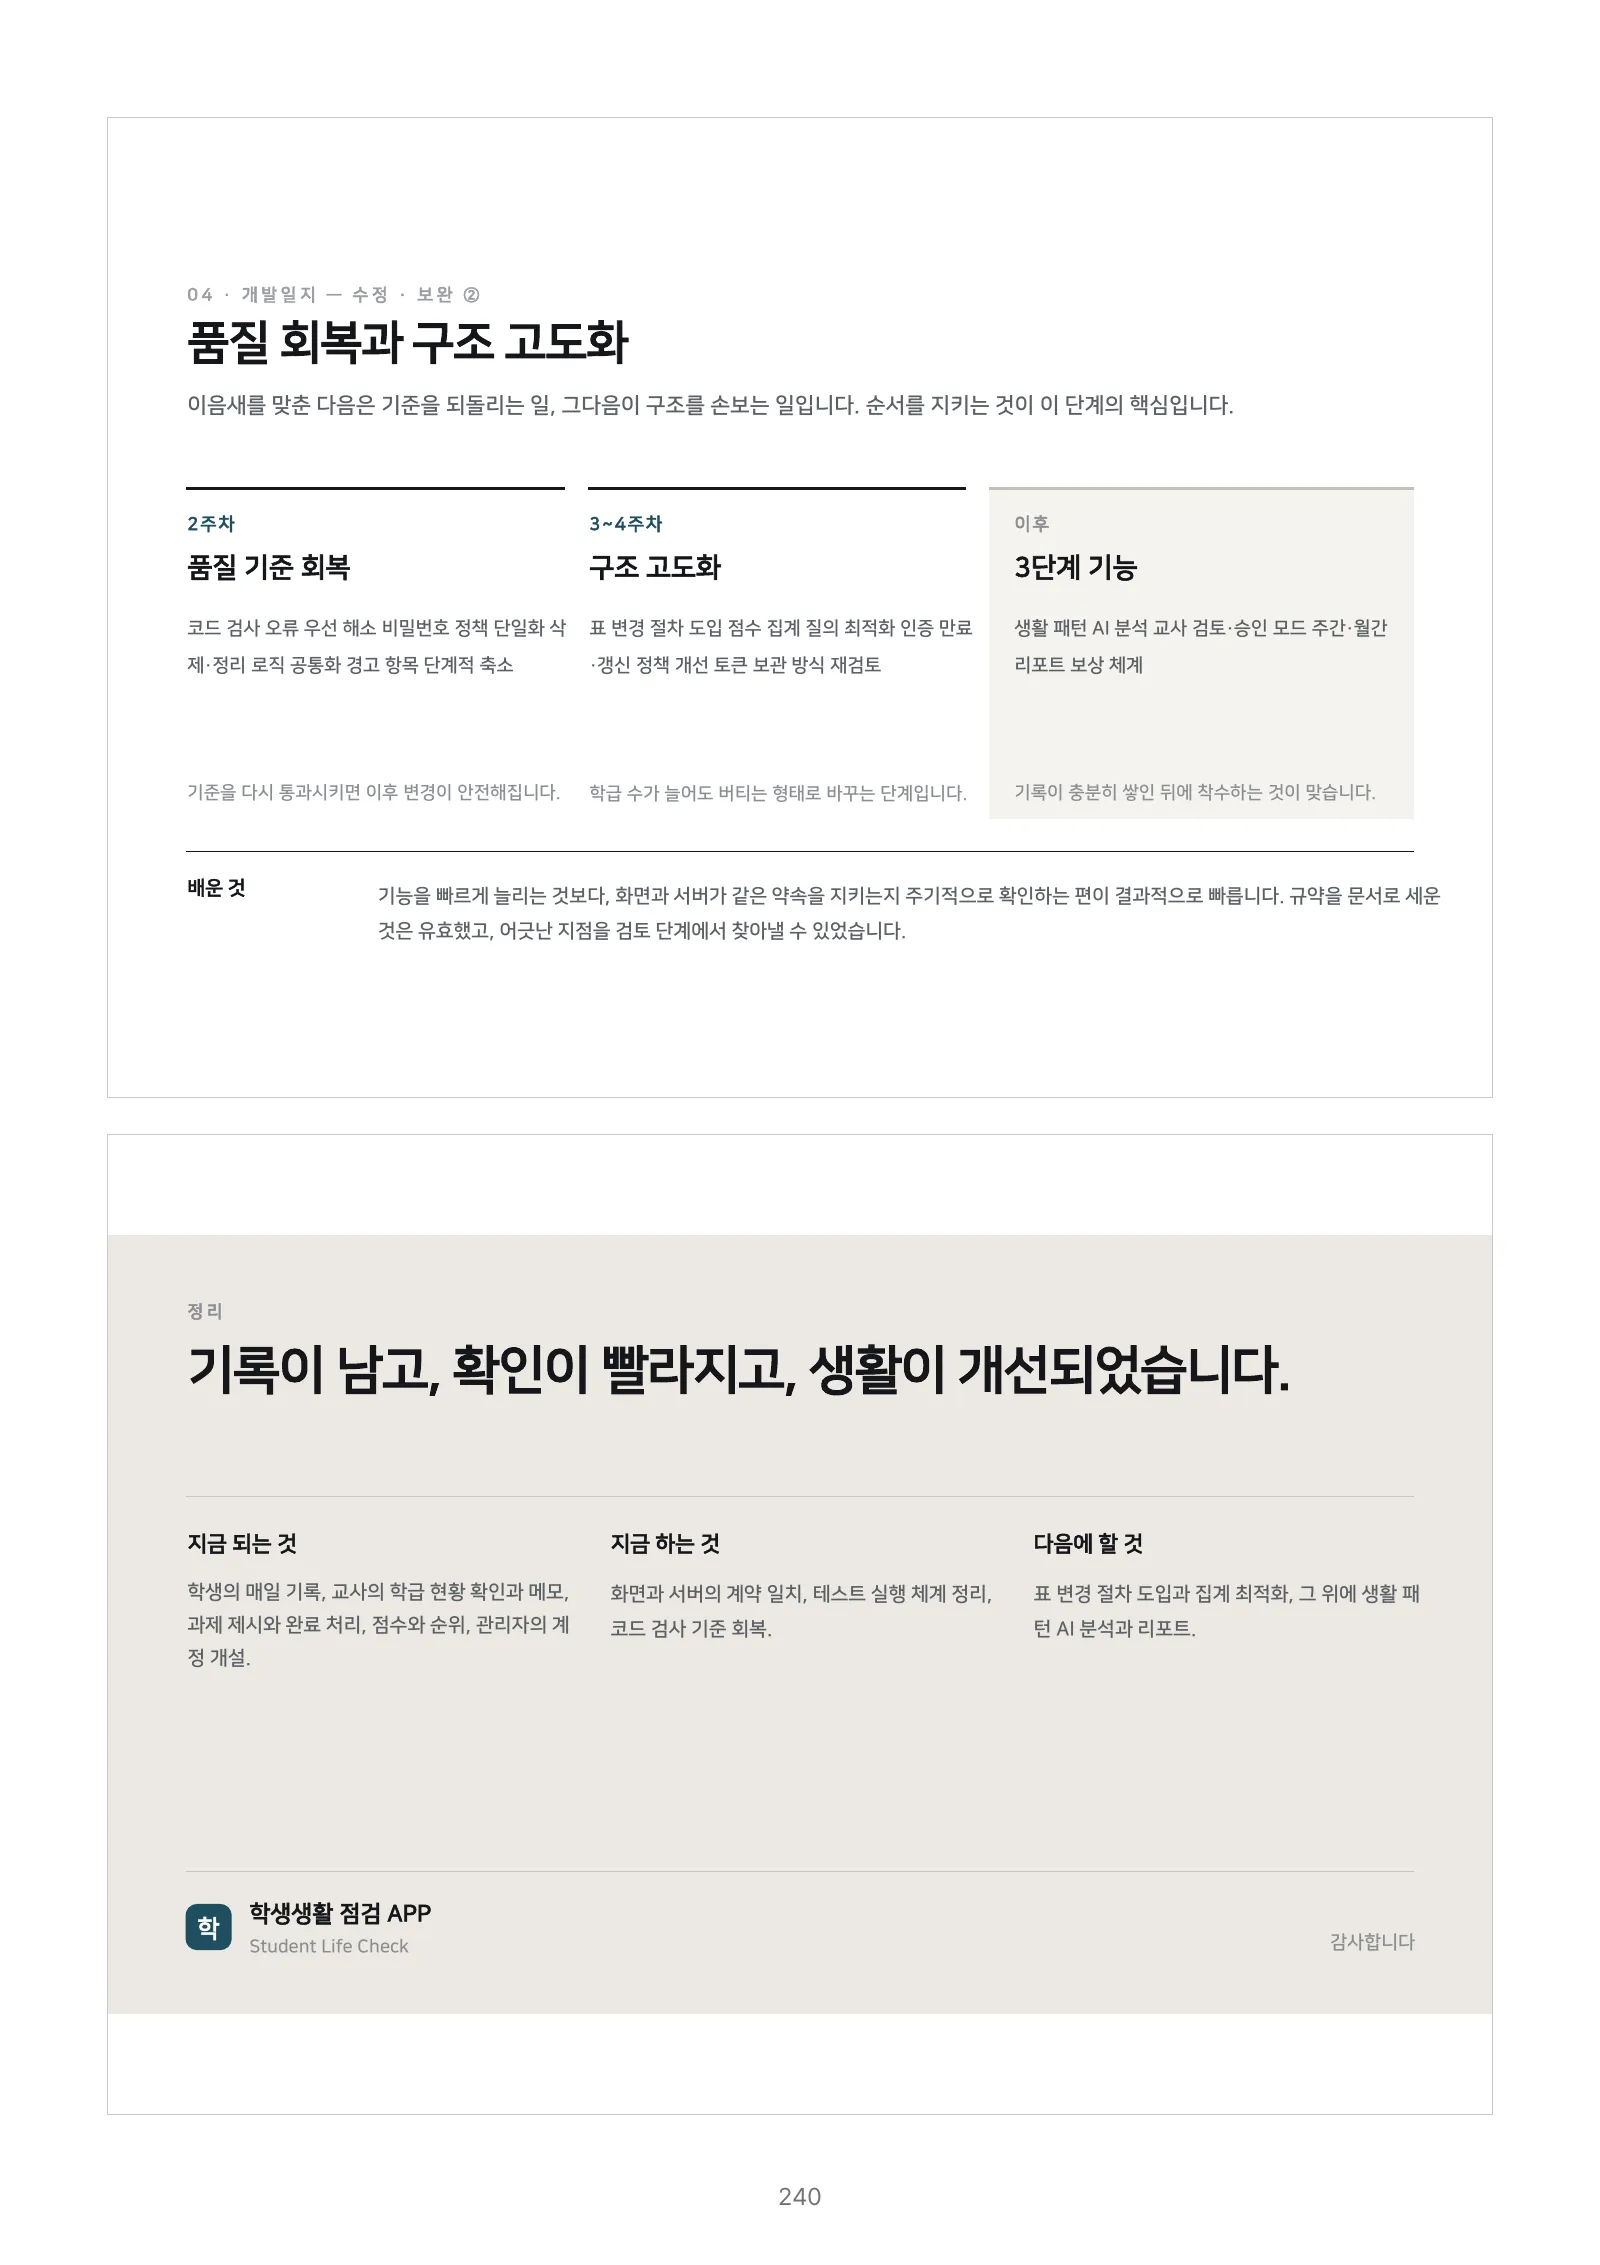 04 · 개발일지 — 수정 · 보완 ②
품질 회복과 구조 고도화
이음새를 맞춘 다음은 기준을 되돌리는 일, 그다음이 구조를 손보는 일입니다. 순서를 지키는 것이 이 단계의 핵심입니다.
2주차
품질 기준 회복
코드 검사 오류 우선 해소 비밀번호 정책 단일화 삭
제·정리 로직 공통화 경고 항목 단계적 축소
기준을 다시 통과시키면 이후 변경이 안전해집니다.
3~4주차
구조 고도화
표 변경 절차 도입 점수 집계 질의 최적화 인증 만료
·갱신 정책 개선 토큰 보관 방식 재검토
학급 수가 늘어도 버티는 형태로 바꾸는 단계입니다.
이후
3단계 기능
생활 패턴 AI 분석 교사 검토·승인 모드 주간·월간
리포트 보상 체계
기록이 충분히 쌓인 뒤에 착수하는 것이 맞습니다.
배운 것
기능을 빠르게 늘리는 것보다, 화면과 서버가 같은 약속을 지키는지 주기적으로 확인하는 편이 결과적으로 빠릅니다. 규약을 문서로 세운
것은 유효했고, 어긋난 지점을 검토 단계에서 찾아낼 수 있었습니다.
정리
기록이 남고, 확인이 빨라지고, 생활이 개선되었습니다.
지금 되는 것
학생의 매일 기록, 교사의 학급 현황 확인과 메모,
과제 제시와 완료 처리, 점수와 순위, 관리자의 계
정 개설.
지금 하는 것
화면과 서버의 계약 일치, 테스트 실행 체계 정리,
코드 검사 기준 회복.
다음에 할 것
표 변경 절차 도입과 집계 최적화, 그 위에 생활 패
턴 AI 분석과 리포트.
학
학생생활 점검 APP
Student Life Check
감사합니다
240